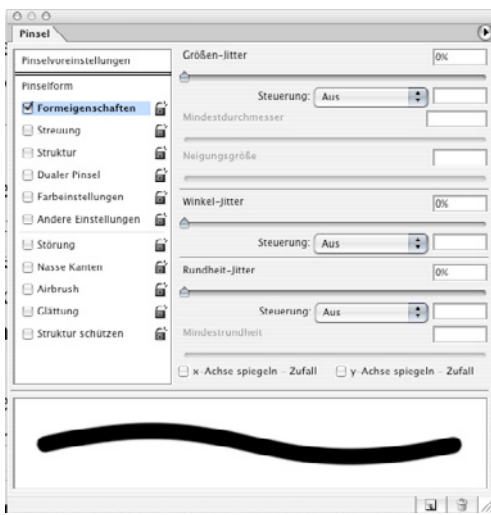 Pinsel
Pinselvoreinstellungen
Pinselform
Formeigenschaften
Streuung
Struktur
Dualer Pinsel
Farbeinstellungen
Andere Einstellungen
Störung
Nasse Kanten
Airbrush
Glättung
Struktur schützen
Größen-Jitter 0%
Steuerung: Aus
Mindestdurchmesser
Neigungsgröße
Winkel-Jitter 0%
Steuerung: Aus
Rundheit-Jitter 0%
Steuerung: Aus
Mindestrundheit
x-Achse spiegeln - Zufall y-Achse spiegeln - Zufall